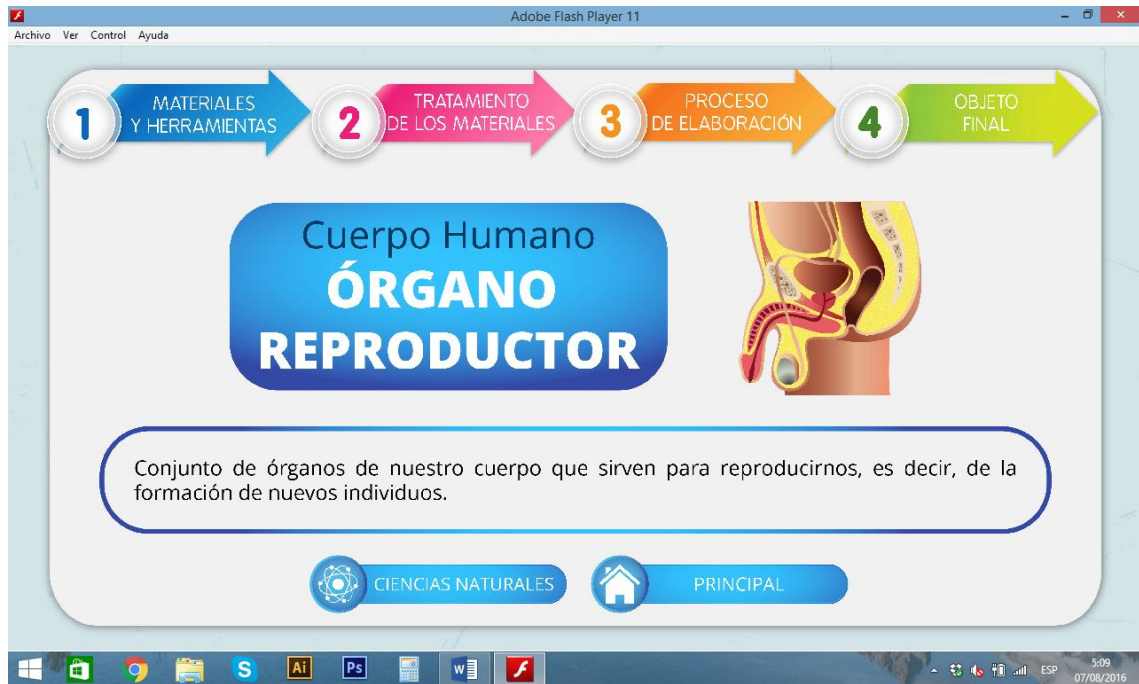 Adobe Flash Player 11
Archivo Ver Control Ayuda
1
MATERIALES
Y HERRAMIENTAS
2
TRATAMIENTO
DE LOS MATERIALES
3
PROCESO
DE ELABORACIÓN
4
OBJETO
FINAL
Cuerpo Humano
ÓRGANO
REPRODUCTOR
Conjunto de órganos de nuestro cuerpo que sirven para reproducirnos, es decir, de la
formación de nuevos individuos.
CIENCIAS NATURALES
PRINCIPAL
S
Ai
Ps
W
ESP
5:09
07/08/2016